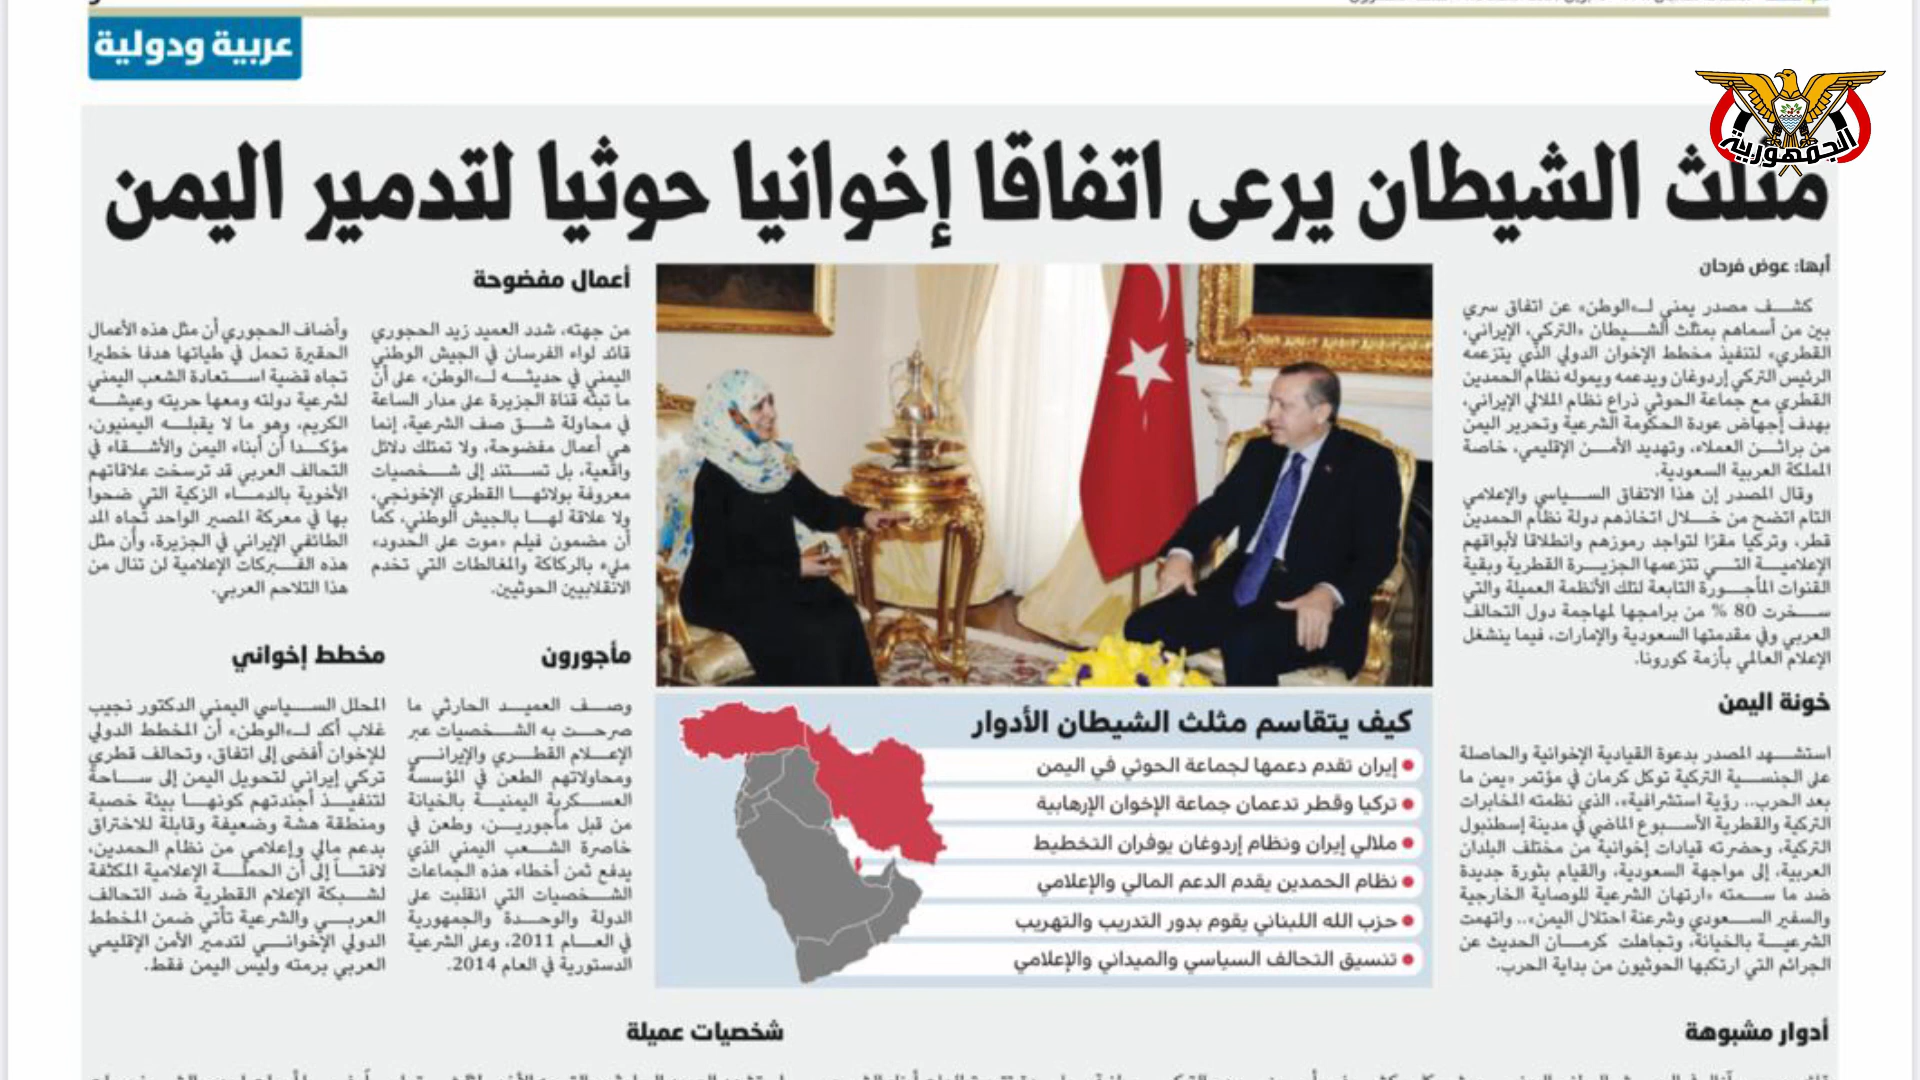 عربية ودولية
الجمهورية
مثلث الشيطان يرعى اتفاقا إخوانيا حوثيا لتدمير اليمن
أبها: عوض فرحان
كشف مصدر يمني لـ«الوطن» عن اتفاق سري
بين من أسماهم بمثلث الشيطان «التركي، الإيراني،
القطري» لتنفيذ مخطط الإخوان الدولي الذي يتزعمه
الرئيس التركي إردوغان ويدعمه ويموله نظام الحمدين
القطري مع جماعة الحوثي ذراع نظام الملالي الإيراني،
بهدف إجهاض عودة الحكومة الشرعية وتحرير اليمن
من براثن العملاء، وتهديد الأمن الإقليمي، خاصة
المملكة العربية السعودية.
وقال المصدر إن هذا الاتفاق السياسي والإعلامي
التام اتضح من خلال اتخاذهم دولة نظام الحمدين
قطر، وتركيا مقرًا لتواجد رموزهم وانطلاقا لأبواقهم
الإعلامية التي تتزعمها الجزيرة القطرية وبقية
القنوات المأجورة التابعة لتلك الأنظمة العميلة والتي
سخرت 80 % من برامجها لمهاجمة دول التحالف
العربي وفي مقدمتها السعودية والإمارات، فيما ينشغل
الإعلام العالمي بأزمة كورونا.
خونة اليمن
استشهد المصدر بدعوة القيادية الإخوانية والحاصلة
على الجنسية التركية توكل كرمان في مؤتمر «يمن ما
بعد الحرب.. رؤية استشرافية»، الذي نظمته المخابرات
التركية والقطرية الأسبوع الماضي في مدينة إسطنبول
التركية، وحضرته قيادات إخوانية من مختلف البلدان
العربية، إلى مواجهة السعودية، والقيام بثورة جديدة
ضد ما سمته «ارتهان الشرعية للوصاية الخارجية
والسفير السعودي وشرعنة احتلال اليمن».. واتهمت
الشرعية بالخيانة، وتجاهلت كرمان الحديث عن
الجرائم التي ارتكبها الحوثيون من بداية الحرب.
كيف يتقاسم مثلث الشيطان الأدوار
إيران تقدم دعمها لجماعة الحوثي في اليمن
تركيا وقطر تدعمان جماعة الإخوان الإرهابية
ملالي إيران ونظام إردوغان يوفران التخطيط
نظام الحمدين يقدم الدعم المالي والإعلامي
حزب الله اللبناني يقوم بدور التدريب والتهريب
تنسيق التحالف السياسي والميداني والإعلامي
أعمال مفضوحة
من جهته، شدد العميد زيد الحجوري
قائد لواء الفرسان في الجيش الوطني
اليمني في حديثه لـ«الوطن» على أن
ما تبثه قناة الجزيرة على مدار الساعة
في محاولة شق صف الشرعية، إنما
هي أعمال مفضوحة، ولا تمتلك دلائل
واقعية، بل تستند إلى شخصيات
معروفة بولائها القطري الإخونجي،
ولا علاقة لها بالجيش الوطني، كما
أن مضمون فيلم «موت على الحدود»
مليء بالركاكة والمغالطات التي تخدم
الانقلابيين الحوثيين.
وأضاف الحجوري أن مثل هذه الأعمال
الحقيرة تحمل في طياتها هدفا خطيرا
تجاه قضية استعادة الشعب اليمني
لشرعية دولته ومعها حريته وعيشه
الكريم، وهو ما لا يقبله اليمنيون،
مؤكدا أن أبناء اليمن والأشقاء في
التحالف العربي قد ترسخت علاقاتهم
الأخوية بالدماء الزكية التي ضحوا
بها في معركة المصير الواحد تجاه المد
الطائفي الإيراني في الجزيرة، وأن مثل
هذه الفبركات الإعلامية لن تنال من
هذا التلاحم العربي.
مأجورون
وصف العميد الحارثي ما
صرحت به الشخصيات عبر
الإعلام القطري والإيراني
ومحاولاتهم الطعن في المؤسسة
العسكرية اليمنية بالخيانة
من قبل مأجورين، وطعن في
خاصرة الشعب اليمني الذي
يدفع ثمن أخطاء هذه الجماعات
الشخصيات التي انقلبت على
الدولة والوحدة والجمهورية
في العام 2011، وعلى الشرعية
الدستورية في العام 2014.
مخطط إخواني
المحلل السياسي اليمني الدكتور نجيب
غلاب أكد لـ«الوطن» أن المخطط الدولي
للإخوان أفضى إلى اتفاق، وتحالف قطري
تركي إيراني لتحويل اليمن إلى ساحة
لتنفيذ أجندتهم كونها بيئة خصبة
ومنطقة هشة وضعيفة وقابلة للاختراق
بدعم مالي وإعلامي من نظام الحمدين،
لافتا إلى أن الحملة الإعلامية المكثفة
لشبكة الإعلام القطرية ضد التحالف
العربي والشرعية تأتي ضمن المخطط
الدولي الإخواني لتدمير الأمن الإقليمي
العربي برمته وليس اليمن فقط.
أدوار مشبوهة
شخصيات عميلة